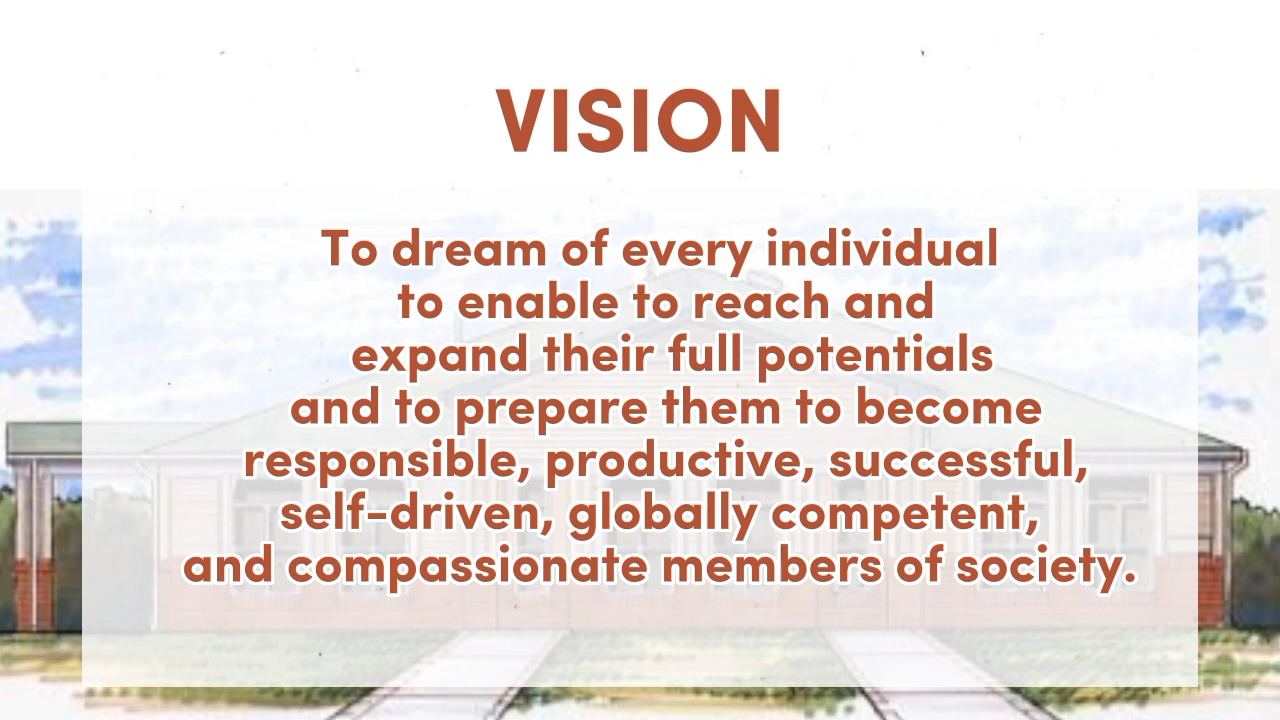 VISION
To dream of every individual
to enable to reach and
expand their full potentials
and to prepare them to become
responsible, productive, successful,
self-driven, globally competent,
and compassionate members of society.